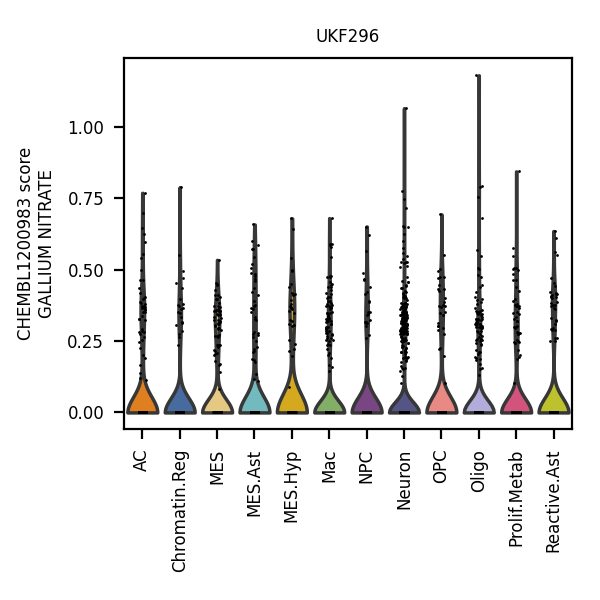 UKF296
CHEMBL1200983 score
GALLIUM NITRATE
1.00
0.75
0.50
0.25
0.00
AC
Chromatin.Reg
MES
MES.Ast
MES.Hyp
Mac
NPC
Neuron
OPC
Oligo
Prolif.Metab
Reactive.Ast